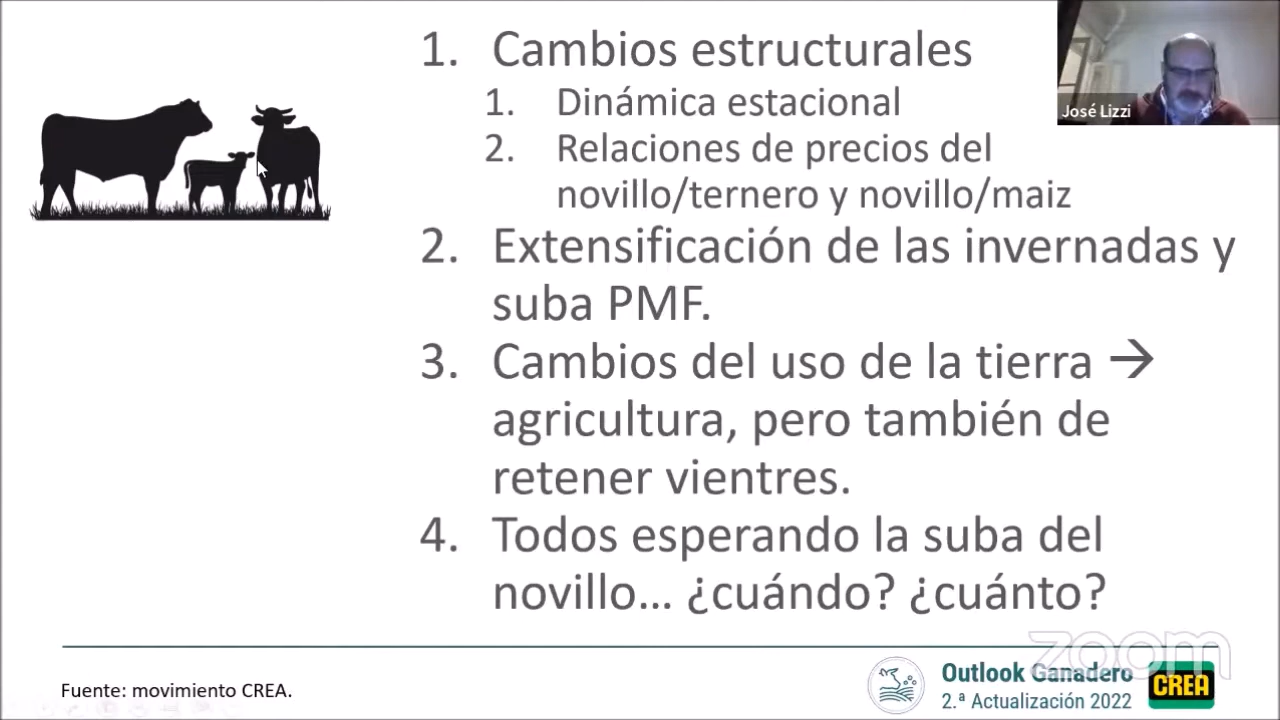 1. Cambios estructurales
1. Dinámica estacional
2. Relaciones de precios del
novillo/ternero y novillo/maiz
2. Extensificación de las invernadas y
suba PMF.
3. Cambios del uso de la tierra →
agricultura, pero también de
retener vientres.
4. Todos esperando la suba del
novillo... ¿cuándo? ¿cuánto?
José Lizzi
zoom
Fuente: movimiento CREA.
Outlook Ganadero
2.ª Actualización 2022
CREA